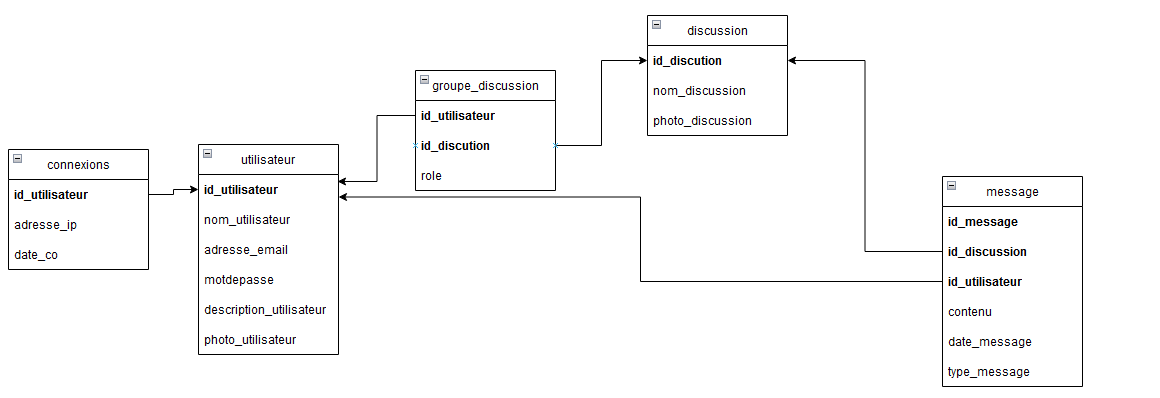 discussion
id_discution
nom_discussion
photo_discussion
groupe_discussion
id_utilisateur
id_discution
role
connexions
id_utilisateur
adresse_ip
date_co
utilisateur
id_utilisateur
nom_utilisateur
adresse_email
motdepasse
description_utilisateur
photo_utilisateur
message
id_message
id_discussion
id_utilisateur
contenu
date_message
type_message